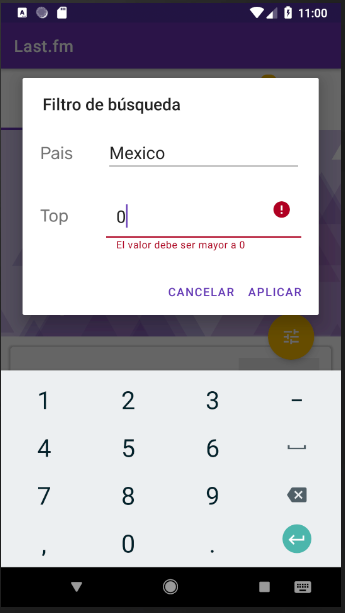 11:00
Last.fm
Filtro de búsqueda
Pais Mexico
Top 0
El valor debe ser mayor a 0
CANCELAR APLICAR
1 2 3 -
4 5 6
7 8 9
, 0 .